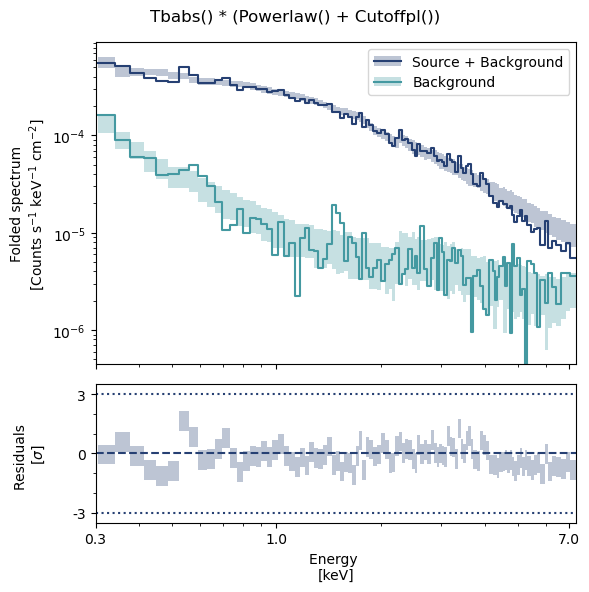 Tbabs() * (Powerlaw() + Cutoffpl())
Source + Background
Background
Folded spectrum
[Counts s⁻¹ keV⁻¹ cm⁻²]
10⁻⁴
10⁻⁵
10⁻⁶
Residuals
[σ]
3
0
-3
0.3
1.0
7.0
Energy
[keV]